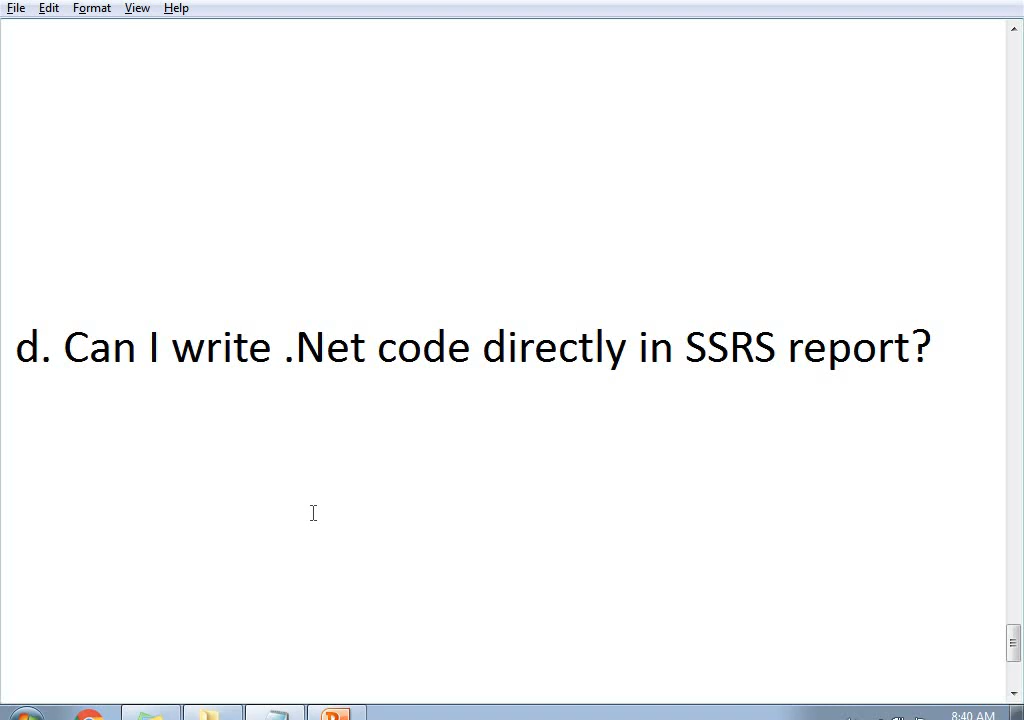 File Edit Format View Help
d. Can I write .Net code directly in SSRS report?
8:40 AM